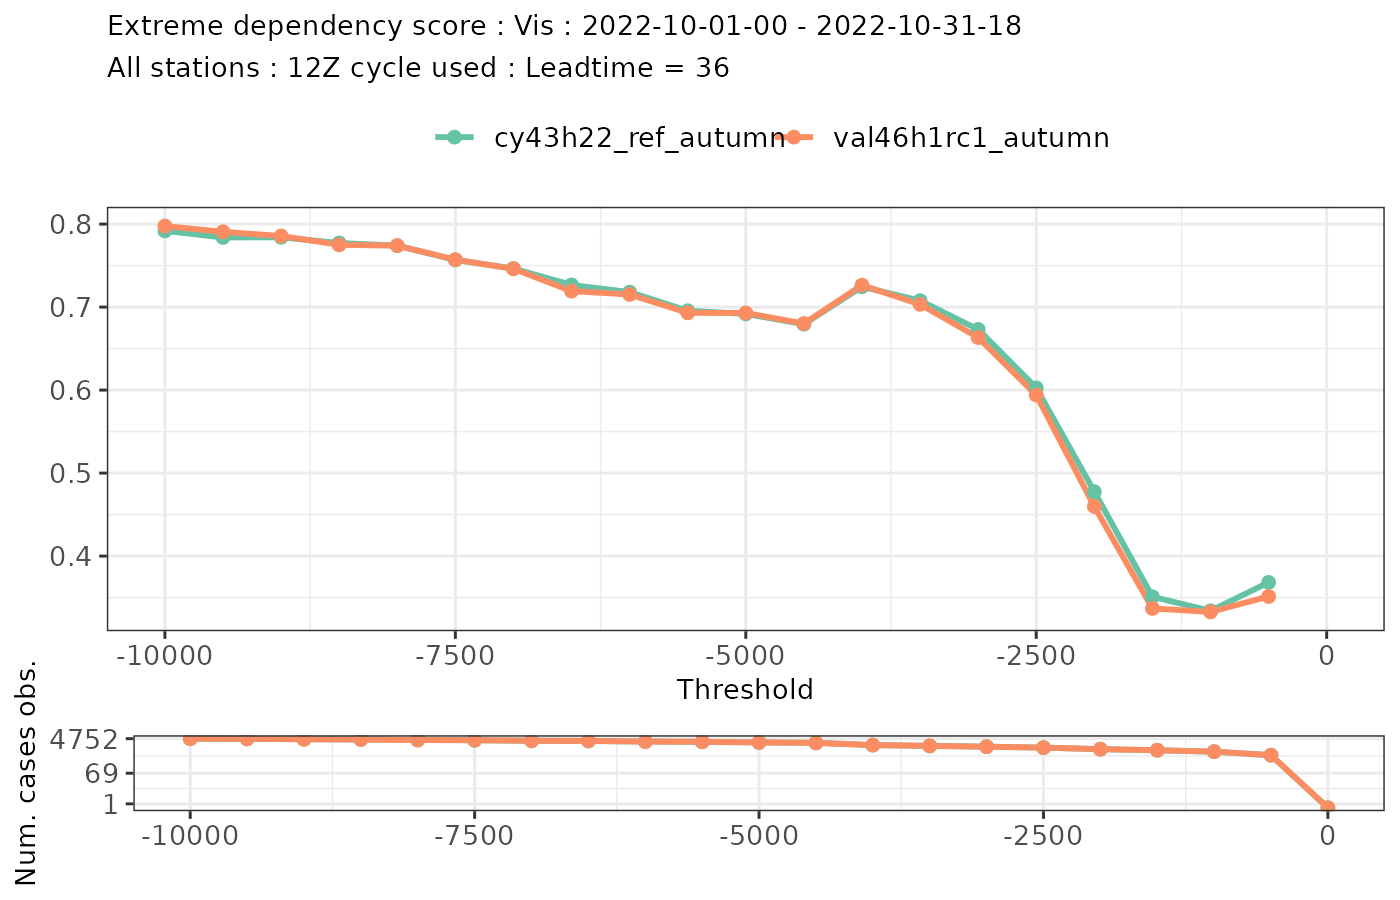 Extreme dependency score : Vis : 2022-10-01-00 - 2022-10-31-18
All stations : 12Z cycle used : Leadtime = 36
cy43h22_ref_autumn val46h1rc1_autumn
0.8
0.7
0.6
0.5
0.4
-10000 -7500 -5000 -2500 0
Threshold
Num. cases obs.
4752
69
1
-10000 -7500 -5000 -2500 0